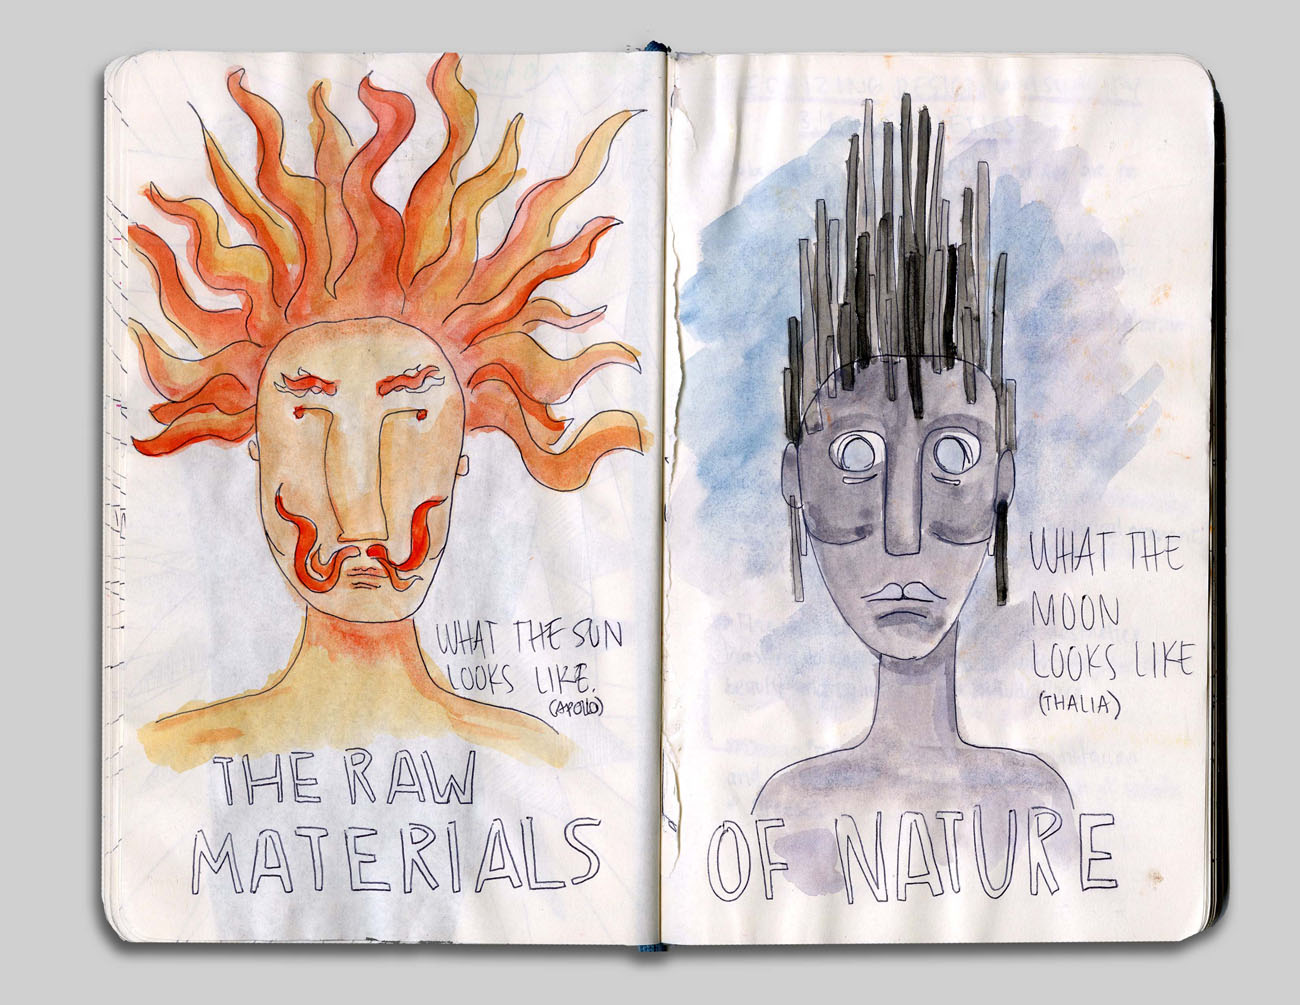 WHAT THE SUN
LOOKS LIKE.
(APOLLO)
THE RAW
MATERIALS
WHAT THE
MOON
LOOKS LIKE
(THALIA)
OF NATURE